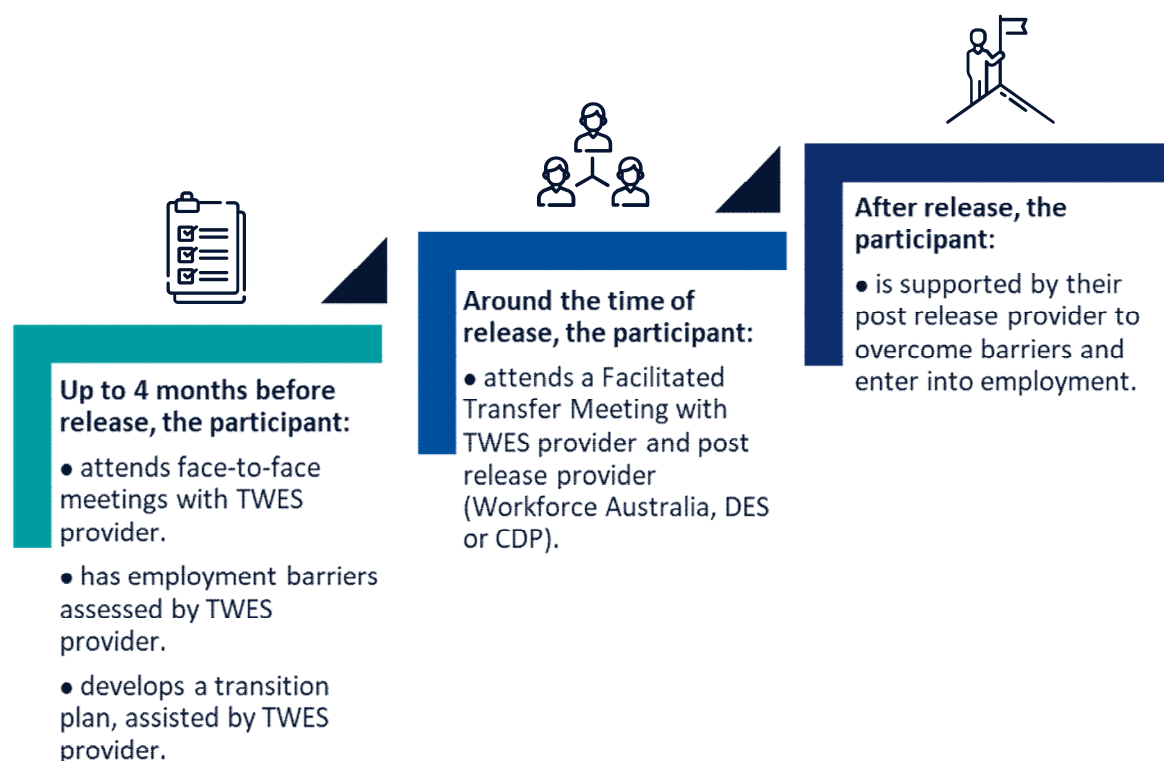 Up to 4 months before
release, the participant:
● attends face-to-face
meetings with TWES
provider.
● has employment barriers
assessed by TWES
provider.
● develops a transition
plan, assisted by TWES
provider.
Around the time of
release, the participant:
● attends a Facilitated
Transfer Meeting with
TWES provider and post
release provider
(Workforce Australia, DES
or CDP).
After release, the
participant:
● is supported by their
post release provider to
overcome barriers and
enter into employment.